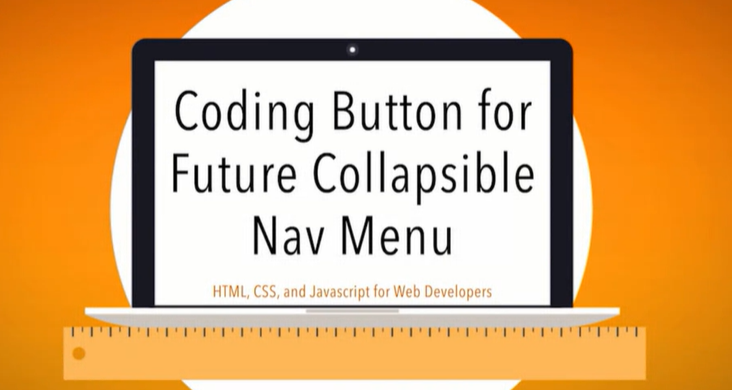 Coding Button for
Future Collapsible
Nav Menu
HTML, CSS, and Javascript for Web Developers